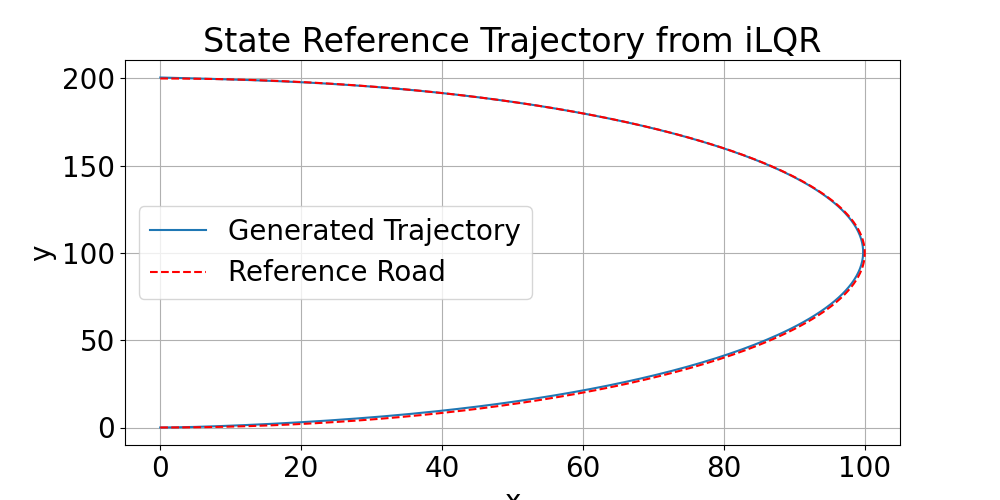 State Reference Trajectory from iLQR
200
150
100
50
0
y
Generated Trajectory
Reference Road
0 20 40 60 80 100
x